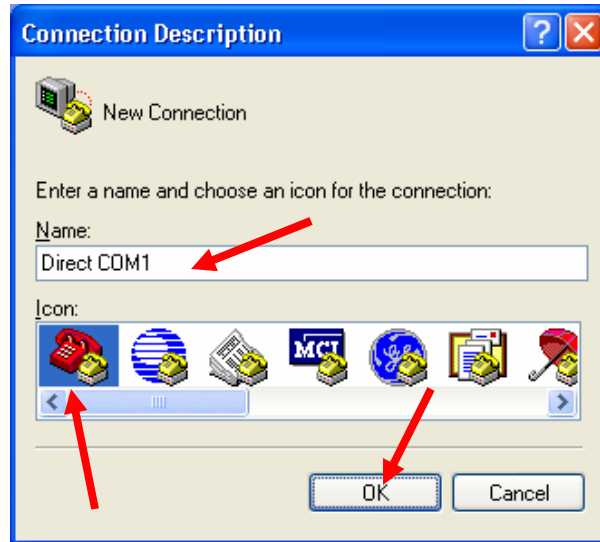 Connection Description
New Connection
Enter a name and choose an icon for the connection:
Name:
Direct COM1
Icon:
MCI
OK Cancel